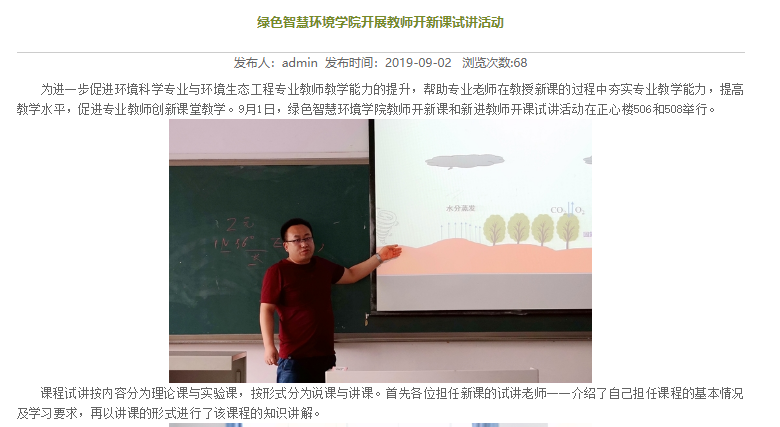 绿色智慧环境学院开展教师开新课试讲活动
发布人：admin 发布时间：2019-09-02 浏览次数:68
为进一步促进环境科学专业与环境生态工程专业教师教学能力的提升，帮助专业老师在教授新课的过程中夯实专业教学能力，提高
教学水平，促进专业教师创新课堂教学。9月1日，绿色智慧环境学院教师开新课和新进教师开课试讲活动在正心楼506和508举行。
水分蒸发
CO₂ O₂
课程试讲按内容分为理论课与实验课，按形式分为说课与讲课。首先各位担任新课的试讲老师一一介绍了自己担任课程的基本情况
及学习要求，再以讲课的形式进行了该课程的知识讲解。